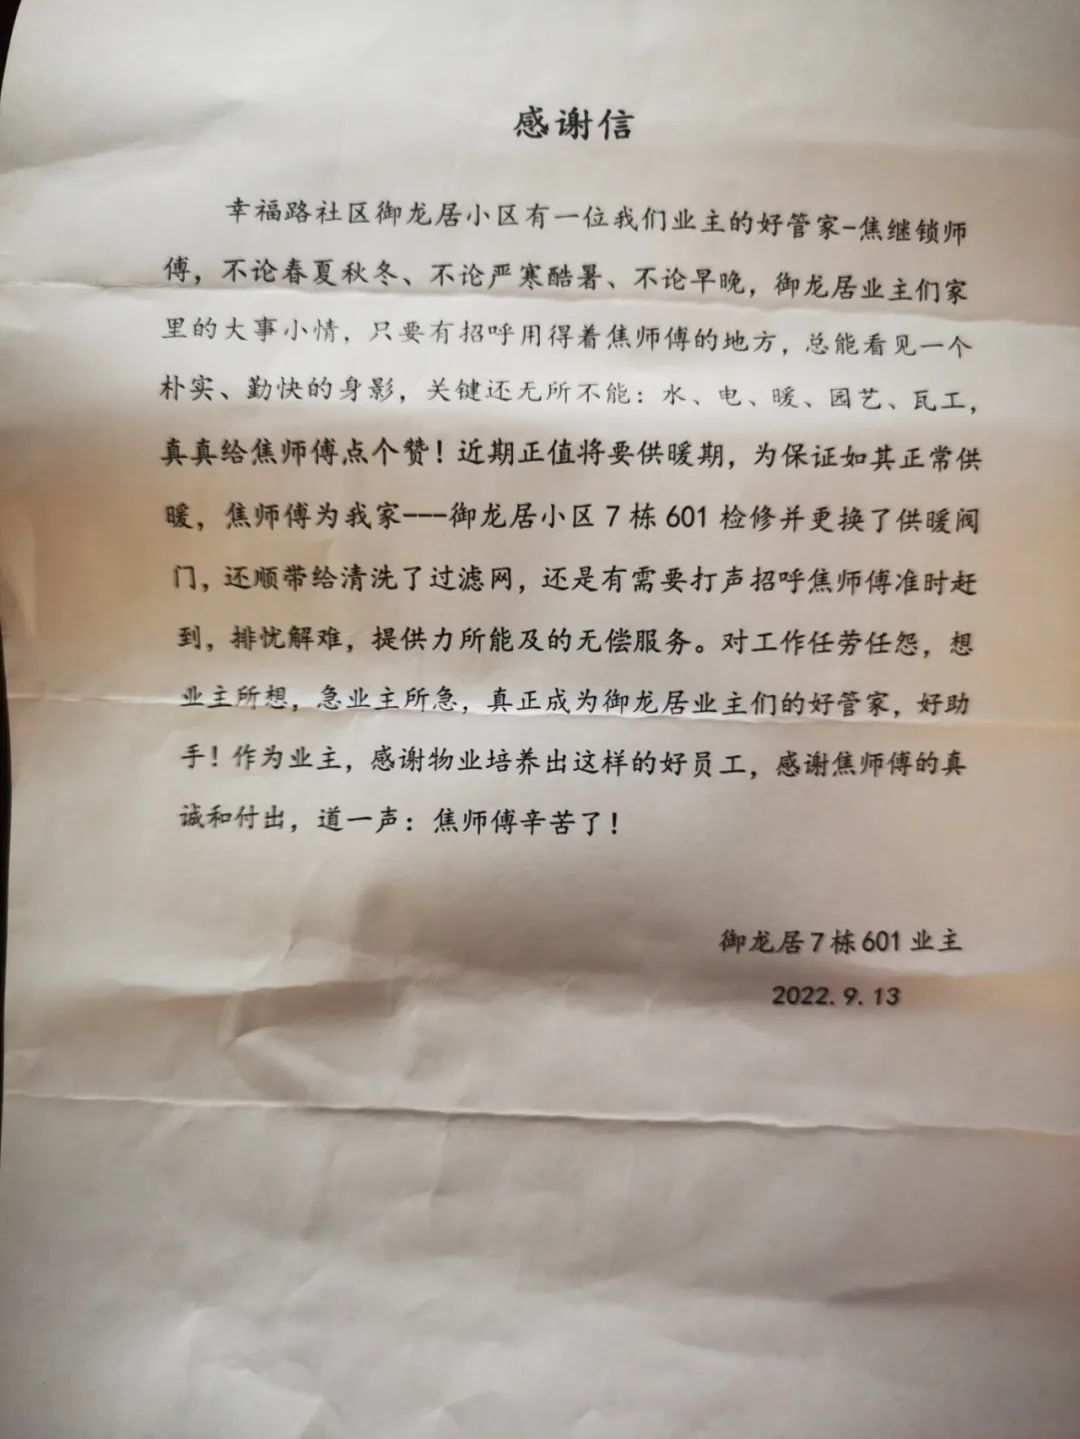 感谢信
幸福路社区御龙居小区有一位我们业主的好管家-焦继锁师
傅，不论春夏秋冬、不论严寒酷暑、不论早晚，御龙居业主们家
里的大事小情，只要有招呼用得着焦师傅的地方，总能看见一个
朴实、勤快的身影，关键还无所不能：水、电、暖、园艺、瓦工，
真真给焦师傅点个赞！近期正值将要供暖期，为保证如其正常供
暖，焦师傅为我家---御龙居小区7栋601检修并更换了供暖阀
门，还顺带给清洗了过滤网，还是有需要打声招呼焦师傅准时赶
到，排忧解难，提供力所能及的无偿服务。对工作任劳任怨，想
业主所想，急业主所急，真正成为御龙居业主们的好管家，好助
手！作为业主，感谢物业培养出这样的好员工，感谢焦师傅的真
诚和付出，道一声：焦师傅辛苦了！
御龙居7栋601业主
2022.9.13